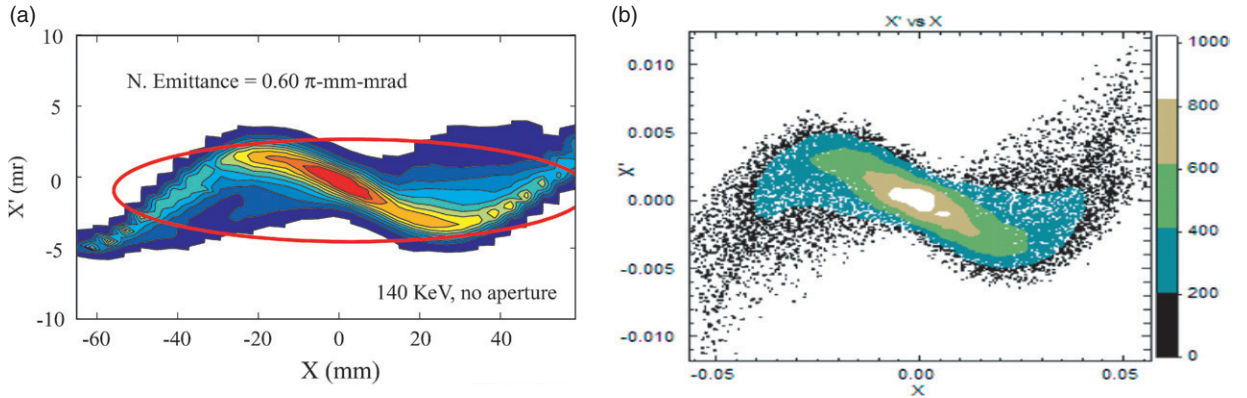 (a)
10
5
0
-5
-10
X' (mr)
N. Emittance = 0.60 π-mm-mrad
140 KeV, no aperture
-60
-40
-20
0
20
40
X (mm)
(b)
X' vs X
0.010
0.005
0.000
-0.005
-0.010
X'
-0.05
0.00
0.05
X
1000
800
600
400
200
0